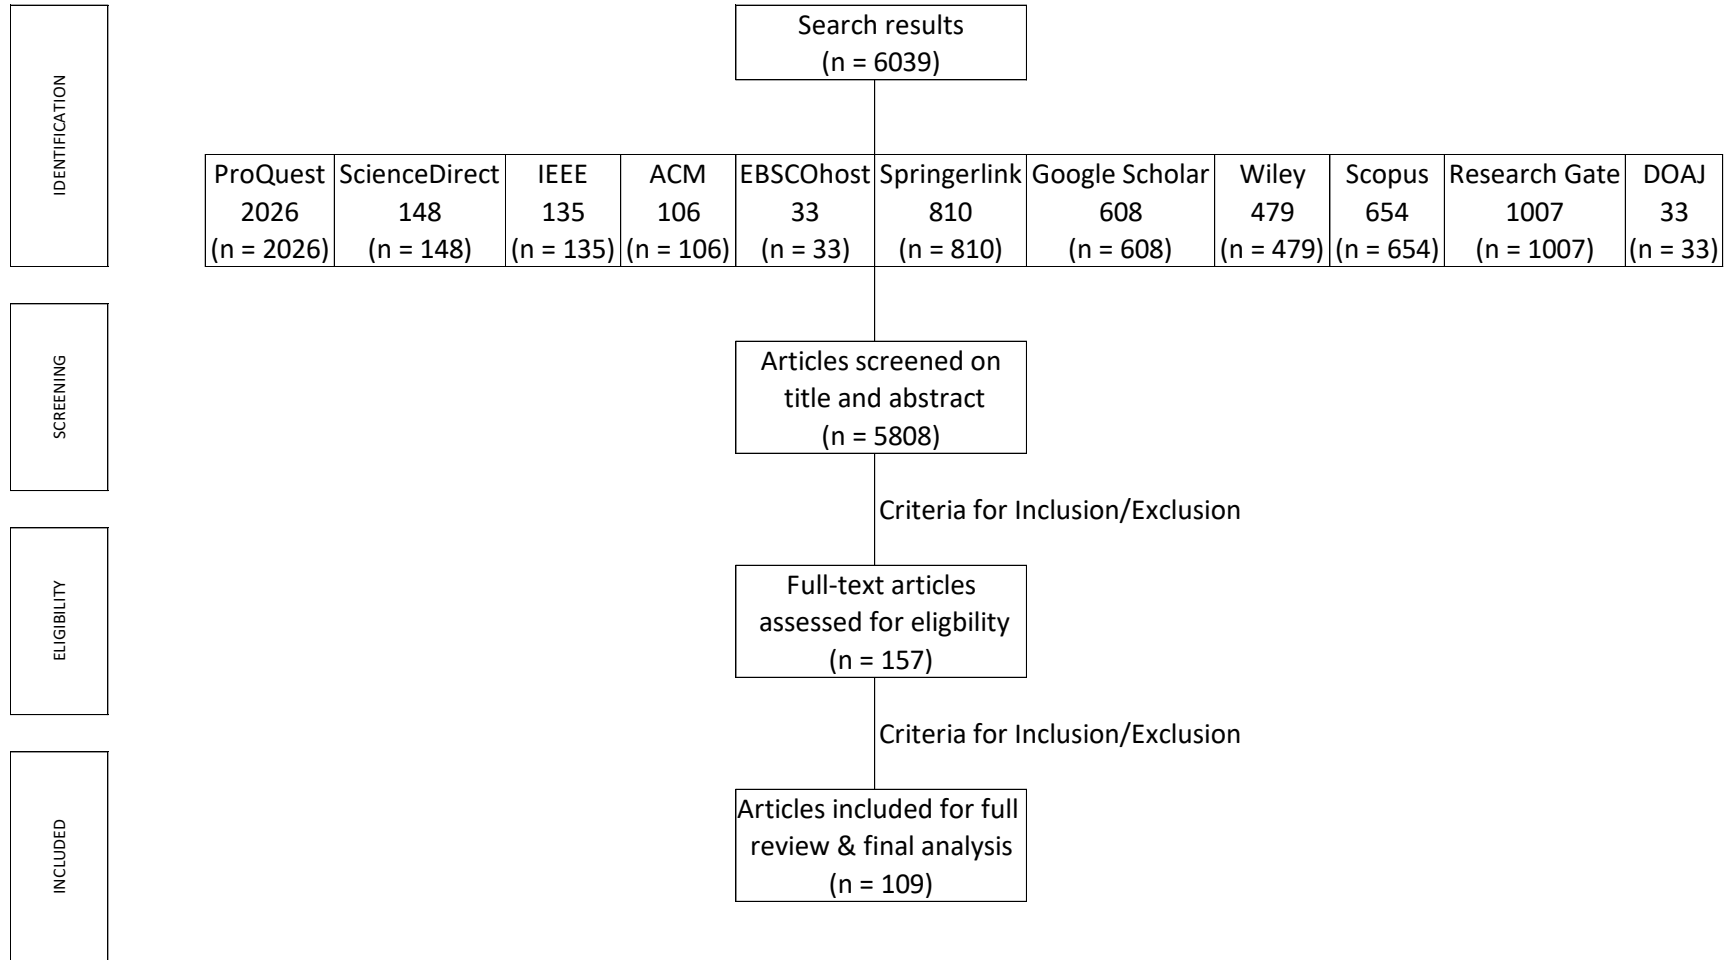 IDENTIFICATION
Search results
(n = 6039)
ProQuest ScienceDirect IEEE ACM EBSCOhost Springerlink Google Scholar Wiley Scopus Research Gate DOAJ
2026 148 135 106 33 810 608 479 654 1007 33
(n = 2026) (n = 148) (n = 135) (n = 106) (n = 33) (n = 810) (n = 608) (n = 479) (n = 654) (n = 1007) (n = 33)
SCREENING
Articles screened on
title and abstract
(n = 5808)
Criteria for Inclusion/Exclusion
ELIGIBILITY
Full-text articles
assessed for eligbility
(n = 157)
Criteria for Inclusion/Exclusion
INCLUDED
Articles included for full
review & final analysis
(n = 109)